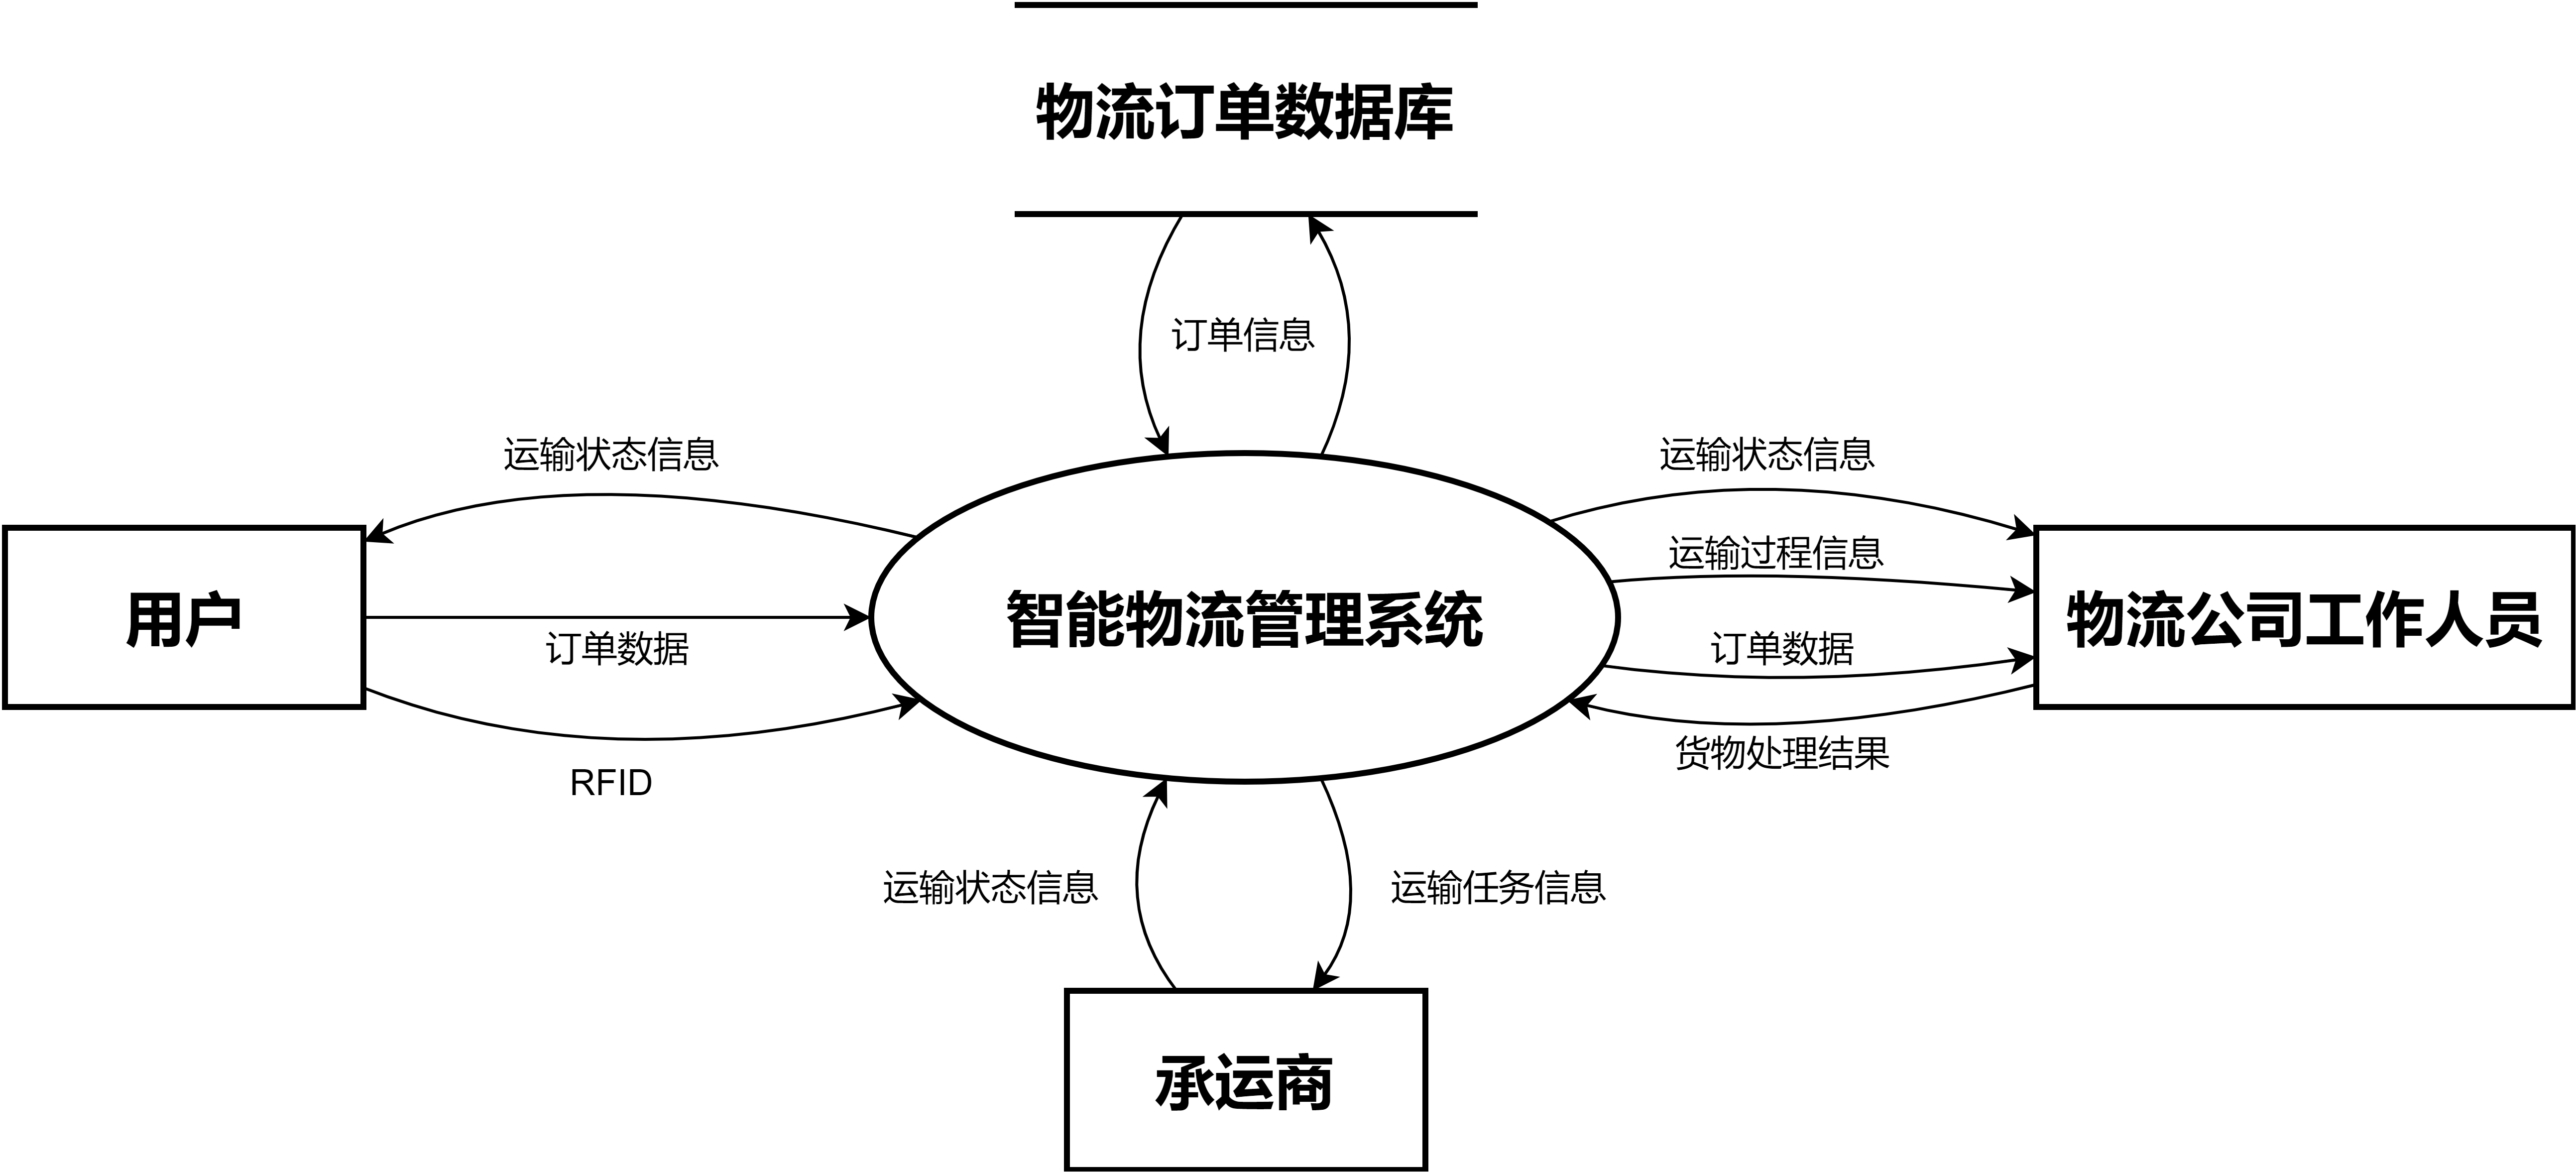 物流订单数据库
订单信息
运输状态信息
运输状态信息
运输过程信息
用户
智能物流管理系统
物流公司工作人员
订单数据
订单数据
货物处理结果
RFID
运输状态信息
运输任务信息
承运商